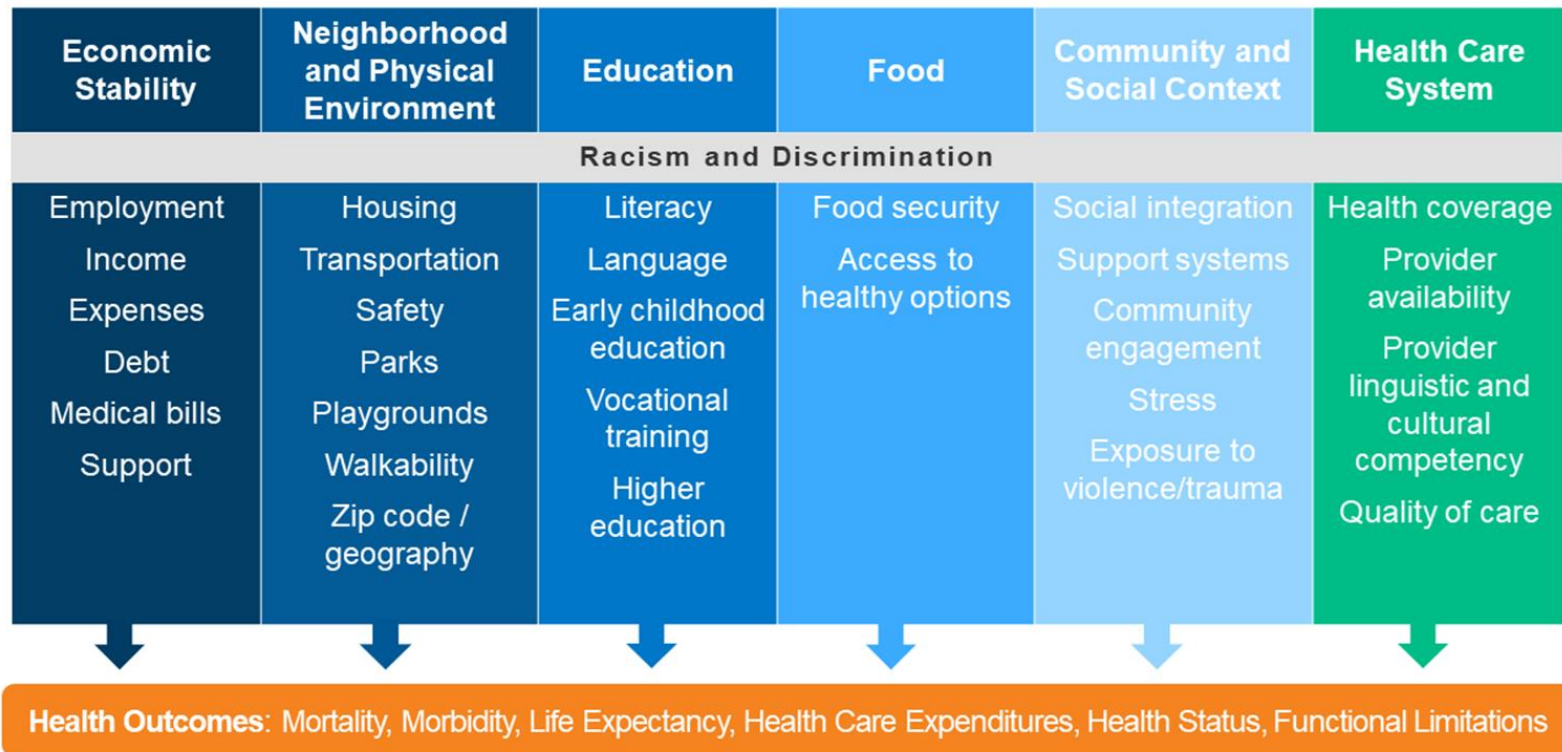 Economic
Stability
Neighborhood
and Physical
Environment
Education
Food
Community and
Social Context
Health Care
System
Racism and Discrimination
Employment
Income
Expenses
Debt
Medical bills
Support
Housing
Transportation
Safety
Parks
Playgrounds
Walkability
Zip code /
geography
Literacy
Language
Early childhood
education
Vocational
training
Higher
education
Food security
Access to
healthy options
Social integration
Support systems
Community
engagement
Stress
Exposure to
violence/trauma
Health coverage
Provider
availability
Provider
linguistic and
cultural
competency
Quality of care
Health Outcomes: Mortality, Morbidity, Life Expectancy, Health Care Expenditures, Health Status, Functional Limitations